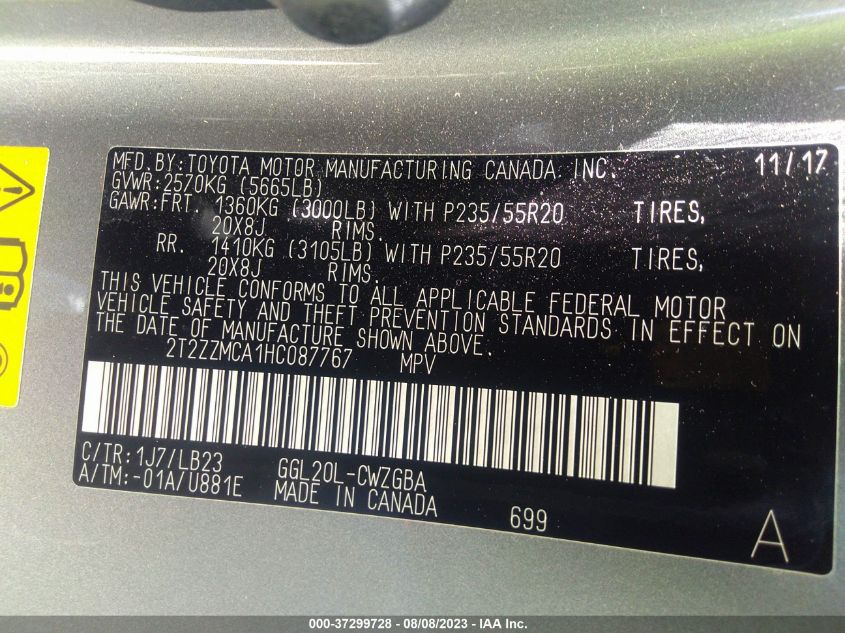 MFD.BY:TOYOTA MOTOR MANUFACTURING CANADA INC. 11/17
GVWR:2570KG (5665LB)
GAWR:FRT. 1360KG (3000LB) WITH P235/55R20 TIRES,
20X8J RIMS.
RR. 1410KG (3105LB) WITH P235/55R20 TIRES,
20X8J RIMS.
THIS VEHICLE CONFORMS TO ALL APPLICABLE FEDERAL MOTOR
VEHICLE SAFETY AND THEFT PREVENTION STANDARDS IN EFFECT ON
THE DATE OF MANUFACTURE SHOWN ABOVE.
2T2ZZMCA1HC087767 MPV
C/TR:1J7/LB23 GGL20L-CWZGBA
A/TM:-01A/U881E MADE IN CANADA 699 A
000-37299728 - 08/08/2023 - IAA Inc.